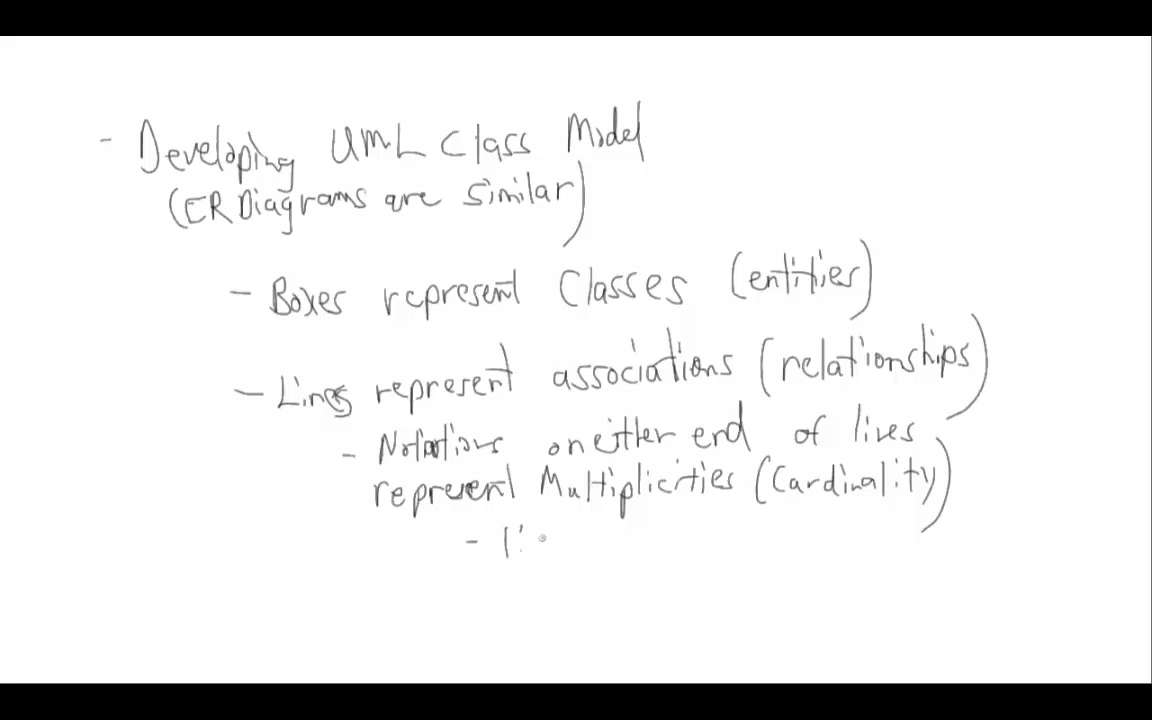 - Developing UML Class Model
(ER Diagrams are similar)
- Boxes represent Classes (entities)
- Lines represent associations (relationships)
- Notations on either end of lines
represent Multiplicities (Cardinality)
- 1: